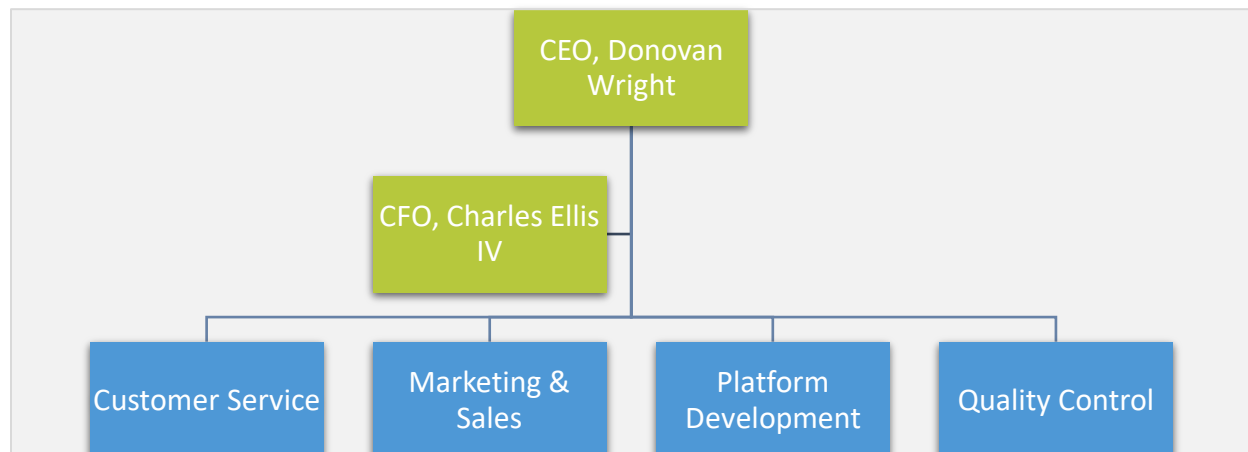 CEO, Donovan
Wright
CFO, Charles Ellis
IV
Customer Service
Marketing &
Sales
Platform
Development
Quality Control